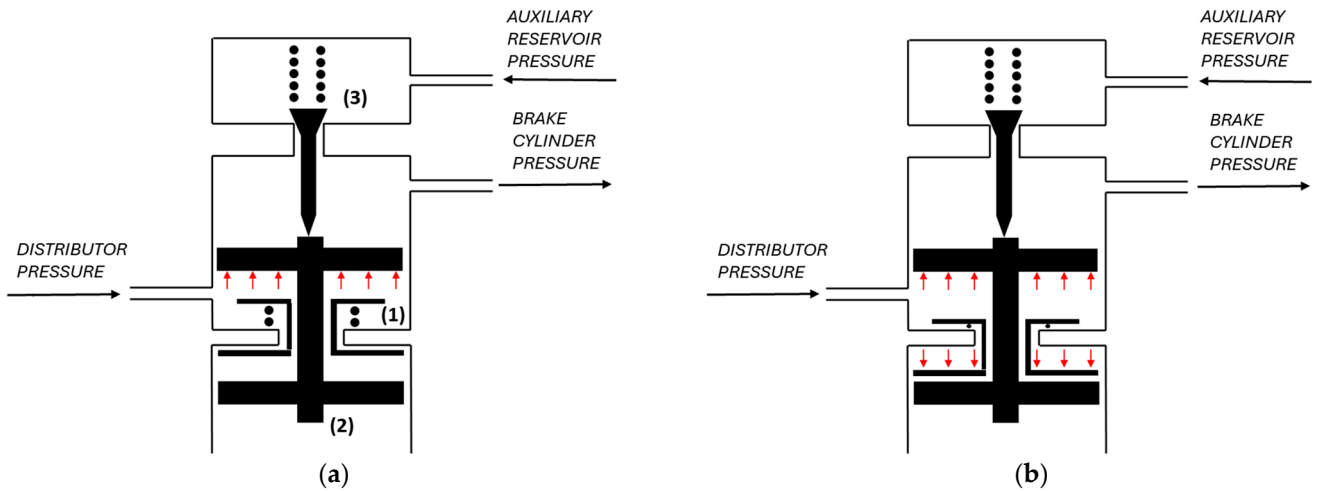 AUXILIARY
RESERVOIR
PRESSURE
(3)
BRAKE
CYLINDER
PRESSURE
DISTRIBUTOR
PRESSURE
(1)
(2)
(a)
AUXILIARY
RESERVOIR
PRESSURE
BRAKE
CYLINDER
PRESSURE
DISTRIBUTOR
PRESSURE
(b)